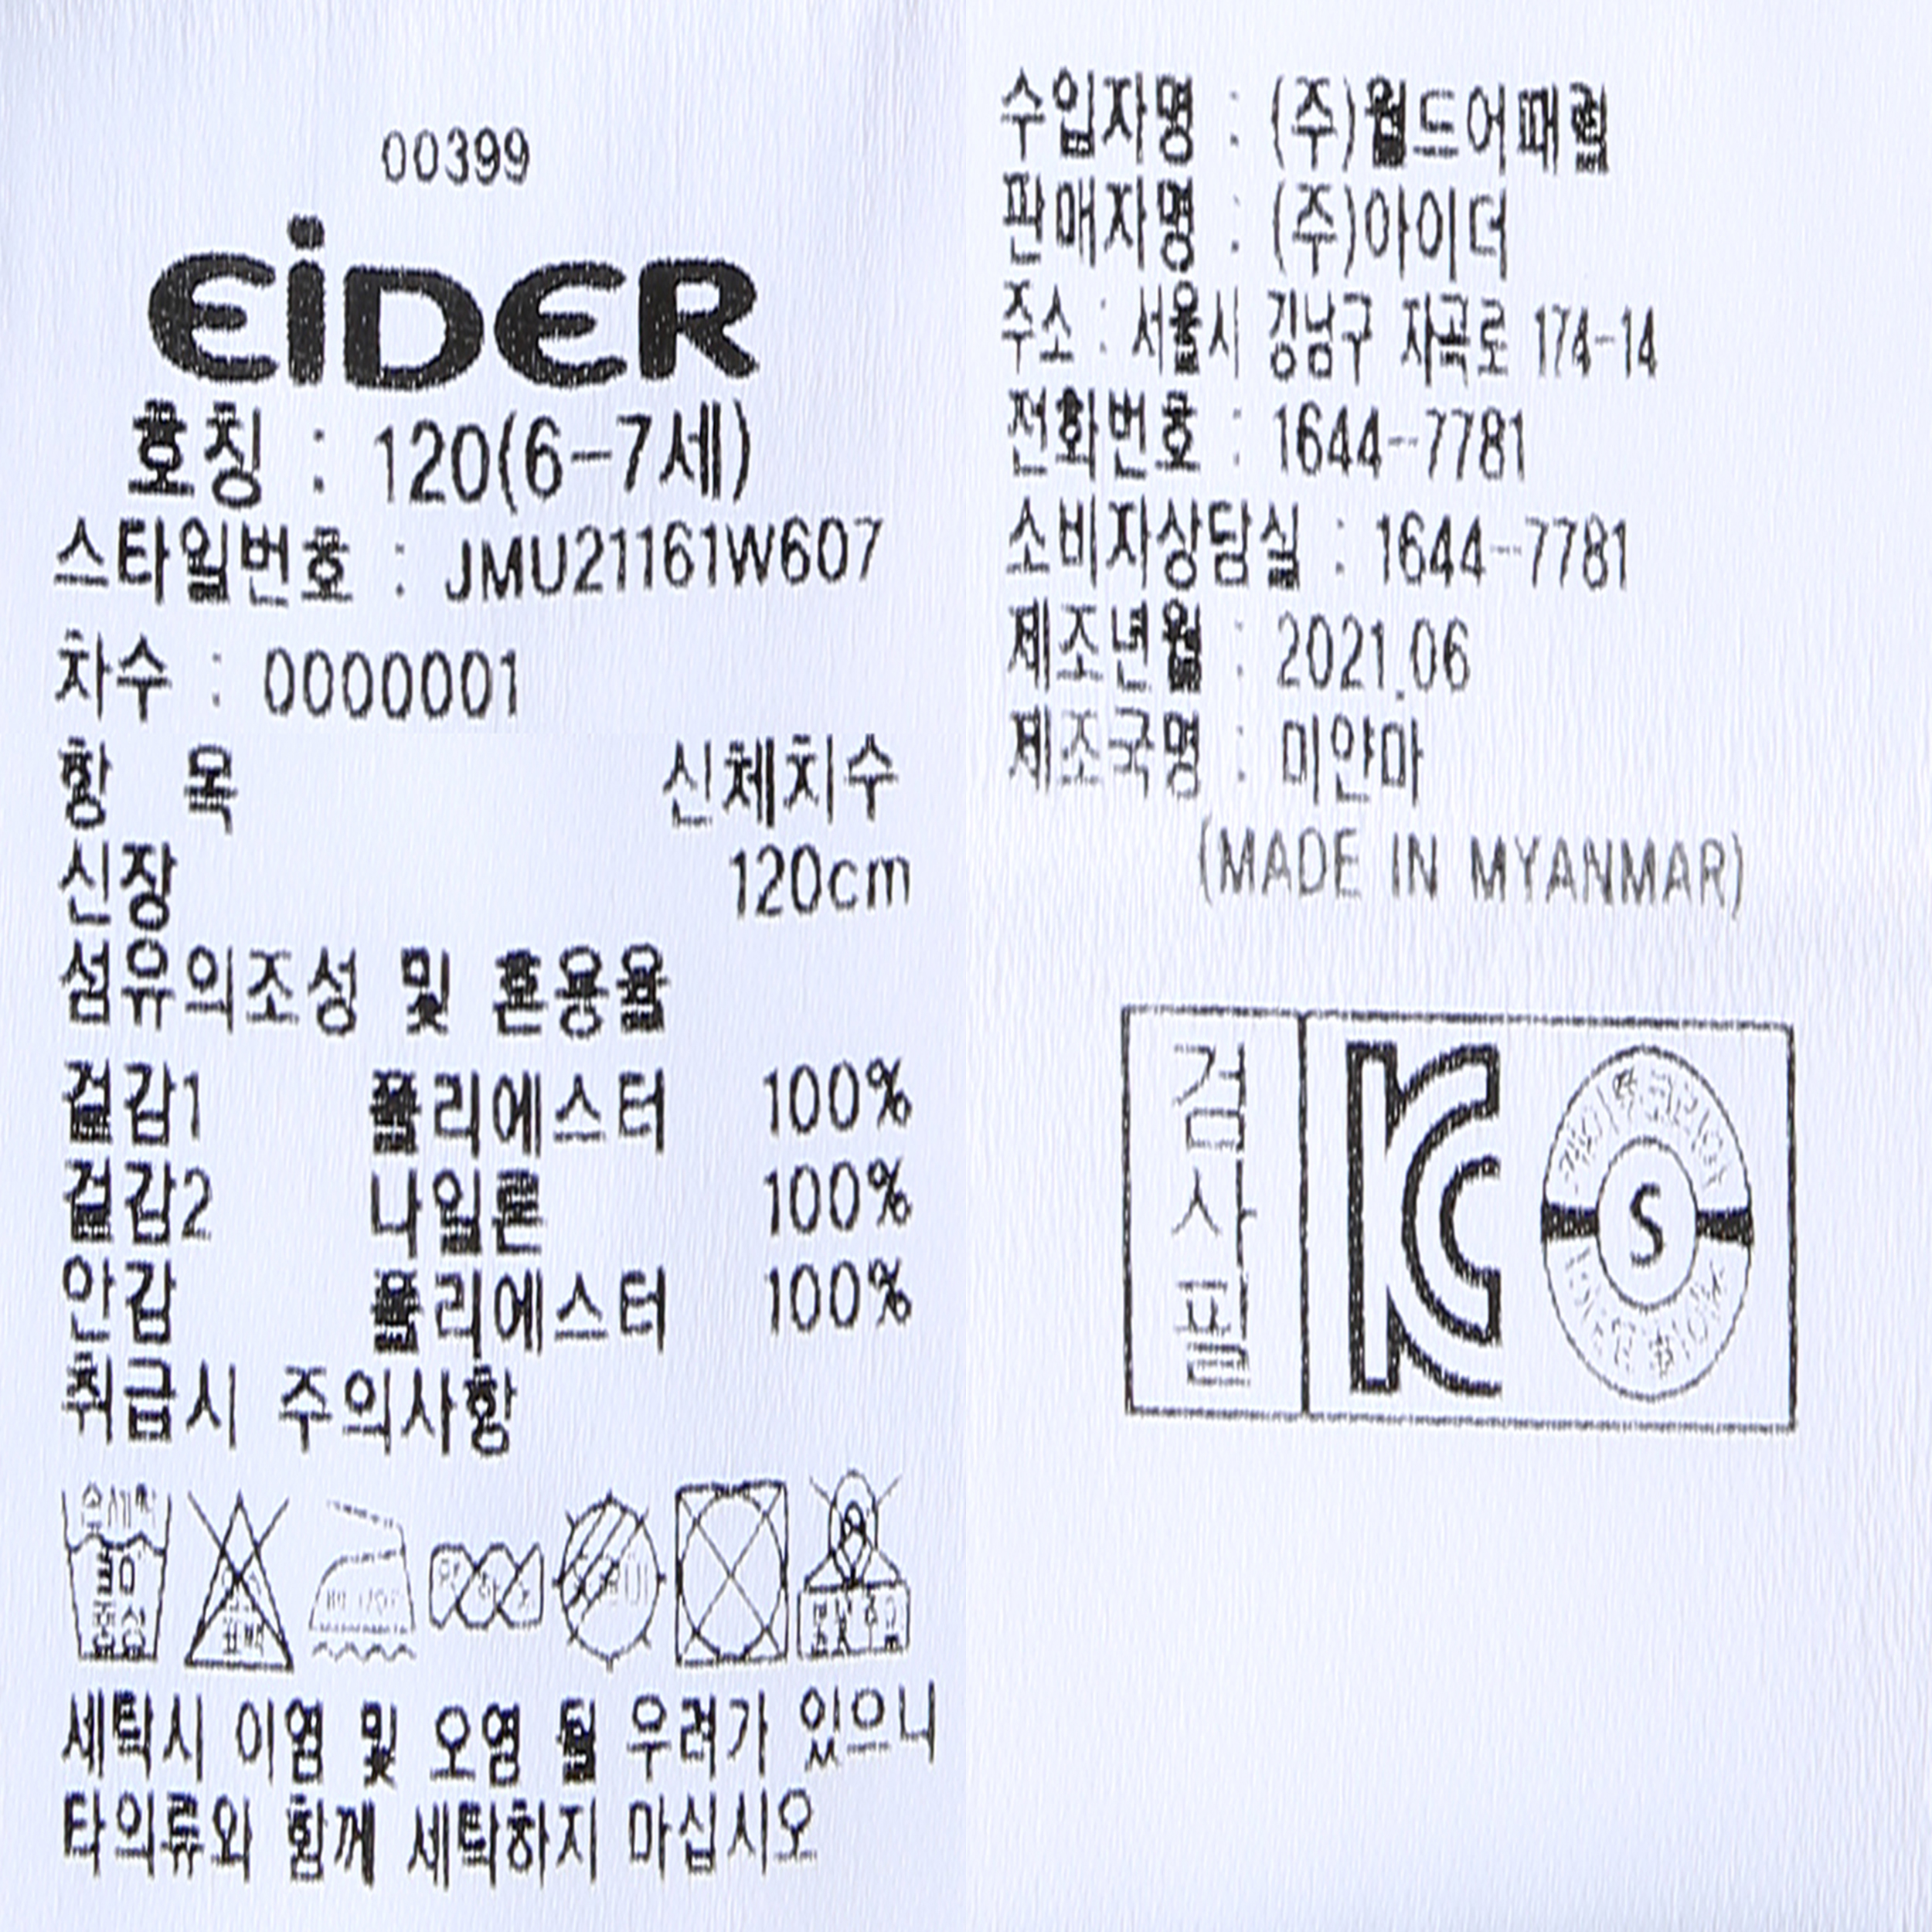 00399
EiDER
호칭 : 120(6-7세)
스타일번호 : JMU21161W607
차수 : 0000001
항 목 신체치수
신장 120cm
섬유의조성 및 혼용율
겉감1 폴리에스터 100%
겉감2 나일론 100%
안감 폴리에스터 100%
취급시 주의사항
손세탁
중성
표백
세탁시 이염 및 오염 될 우려가 있으니
타의류와 함께 세탁하지 마십시오
수입자명 : (주)월드어패럴
판매자명 : (주)아이더
주소 : 서울시 강남구 자곡로 174-14
전화번호 : 1644-7781
소비자상담실 : 1644-7781
제조년월 : 2021.06
제조국명 : 미얀마
(MADE IN MYANMAR)
검사필
KC
S